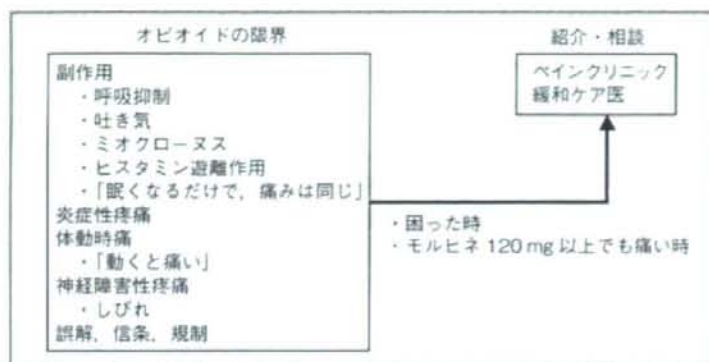 オピオイドの限界
副作用
・呼吸抑制
・吐き気
・ミオクローヌス
・ヒスタミン遊離作用
・「眠くなるだけで，痛みは同じ」
炎症性疼痛
体動時痛
・「動くと痛い」
神経障害性疼痛
・しびれ
誤解，信条，規制
紹介・相談
ペインクリニック
緩和ケア医
・困った時
・モルヒネ 120 mg 以上でも痛い時